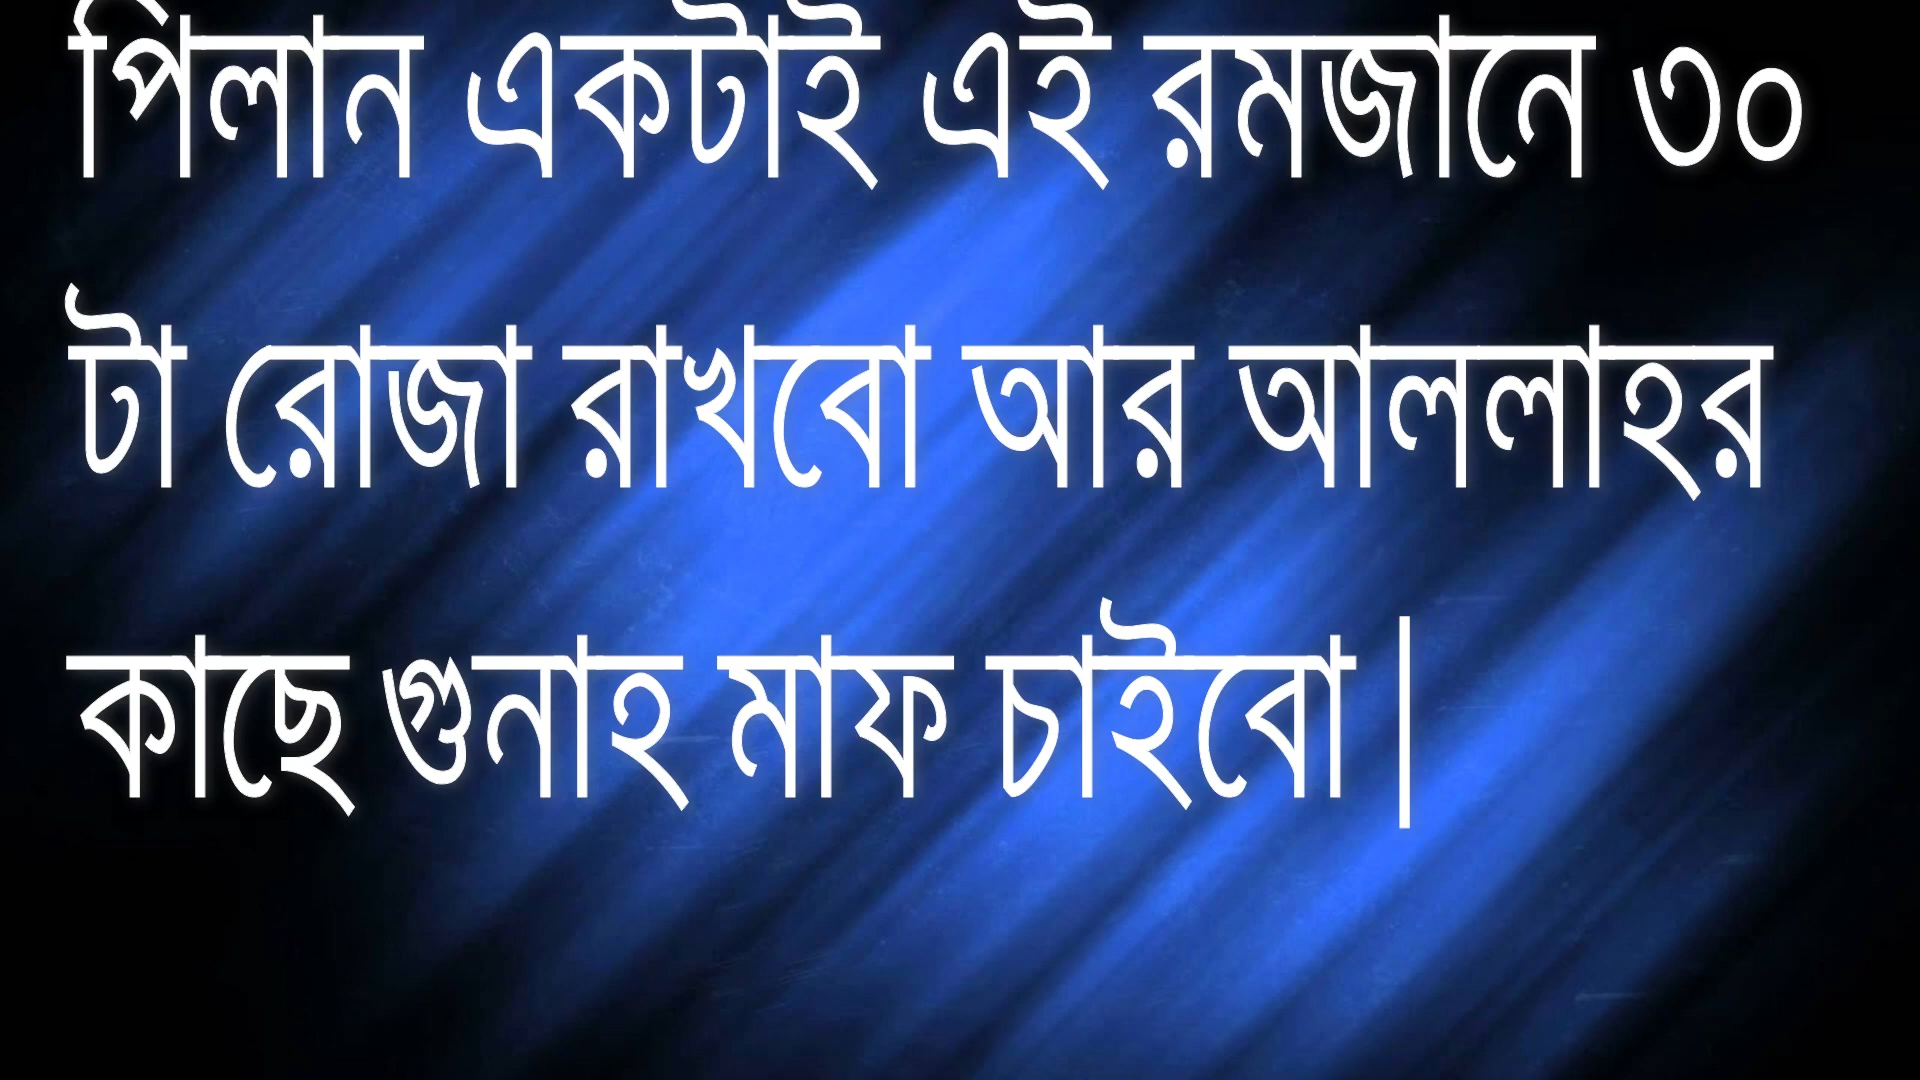 পিলান একটাই এই রমজানে ৩০
টা রোজা রাখবো আর আললাহর
কাছে গুনাহ মাফ চাইবো |